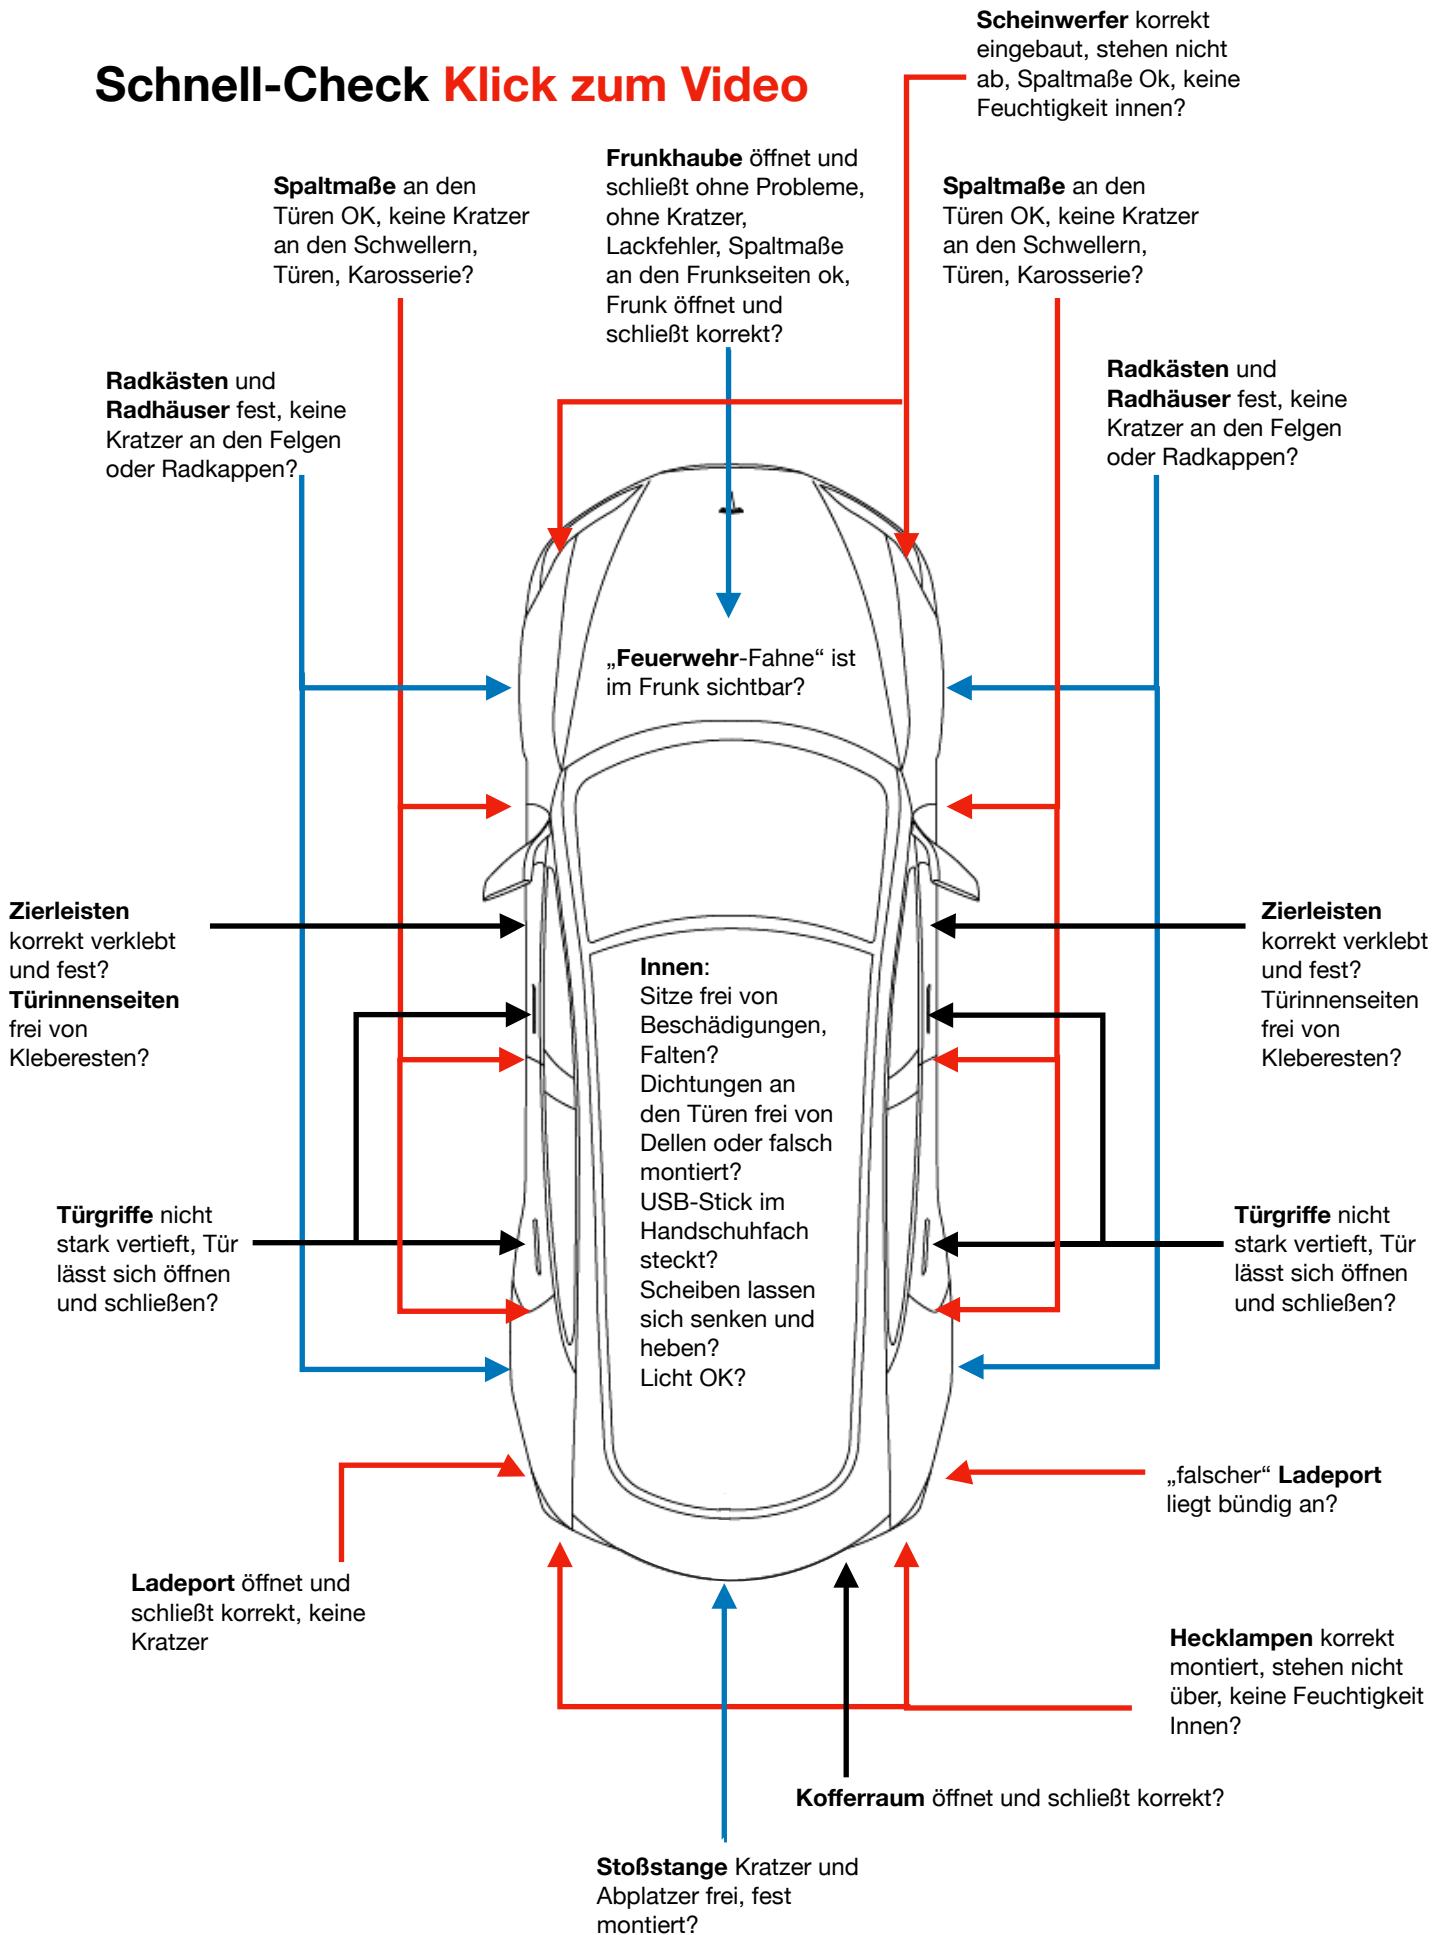 Scheinwerfer korrekt
eingebaut, stehen nicht
ab, Spaltmaße Ok, keine
Feuchtigkeit innen?
Schnell-Check Klick zum Video
Frunkhaube öffnet und
schließt ohne Probleme,
ohne Kratzer,
Lackfehler, Spaltmaße
an den Frunkseiten ok,
Frunk öffnet und
schließt korrekt?
Spaltmaße an den
Türen OK, keine Kratzer
an den Schwellern,
Türen, Karosserie?
Spaltmaße an den
Türen OK, keine Kratzer
an den Schwellern,
Türen, Karosserie?
Radkästen und
Radhäuser fest, keine
Kratzer an den Felgen
oder Radkappen?
Radkästen und
Radhäuser fest, keine
Kratzer an den Felgen
oder Radkappen?
„Feuerwehr-Fahne“ ist
im Frunk sichtbar?
Zierleisten
korrekt verklebt
und fest?
Türinnenseiten
frei von
Kleberesten?
Zierleisten
korrekt verklebt
und fest?
Türinnenseiten
frei von
Kleberesten?
Innen:
Sitze frei von
Beschädigungen,
Falten?
Dichtungen an
den Türen frei von
Dellen oder falsch
montiert?
USB-Stick im
Handschuhfach
steckt?
Scheiben lassen
sich senken und
heben?
Licht OK?
Türgriffe nicht
stark vertieft, Tür
lässt sich öffnen
und schließen?
Türgriffe nicht
stark vertieft, Tür
lässt sich öffnen
und schließen?
„falscher“ Ladeport
liegt bündig an?
Ladeport öffnet und
schließt korrekt, keine
Kratzer
Hecklampen korrekt
montiert, stehen nicht
über, keine Feuchtigkeit
Innen?
Kofferraum öffnet und schließt korrekt?
Stoßstange Kratzer und
Abplatzer frei, fest
montiert?